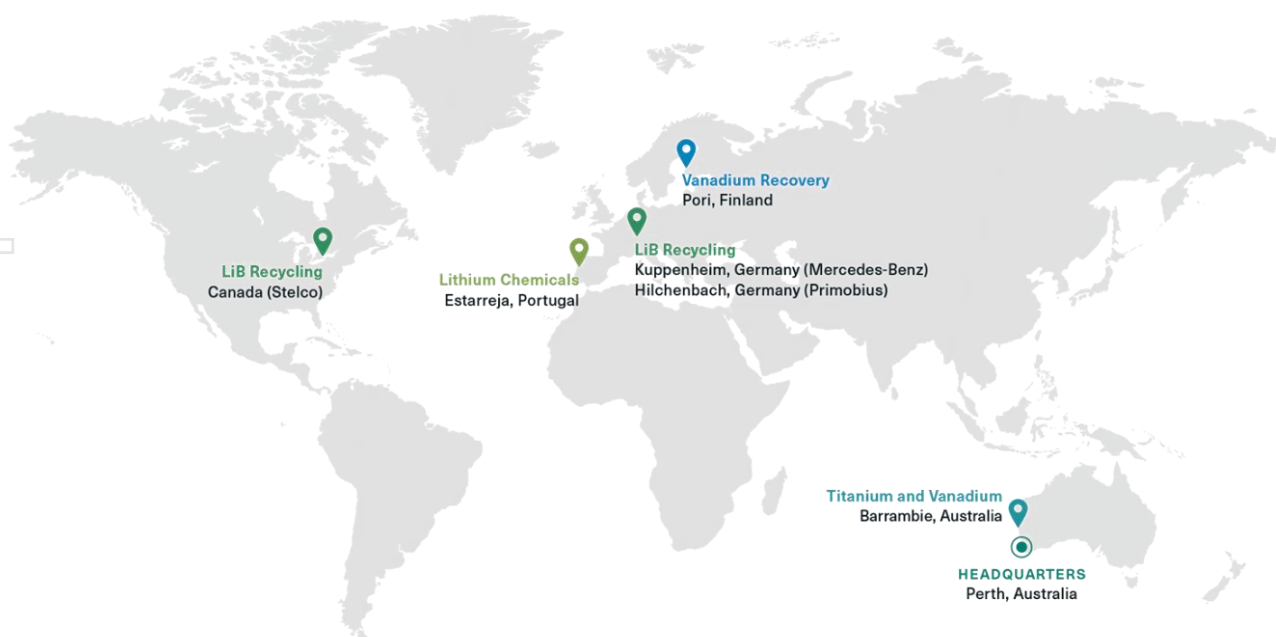 Vanadium Recovery
Pori, Finland
LiB Recycling
Kuppenheim, Germany (Mercedes-Benz)
Hilchenbach, Germany (Primobius)
LiB Recycling
Canada (Stelco)
Lithium Chemicals
Estarreja, Portugal
Titanium and Vanadium
Barrambie, Australia
HEADQUARTERS
Perth, Australia